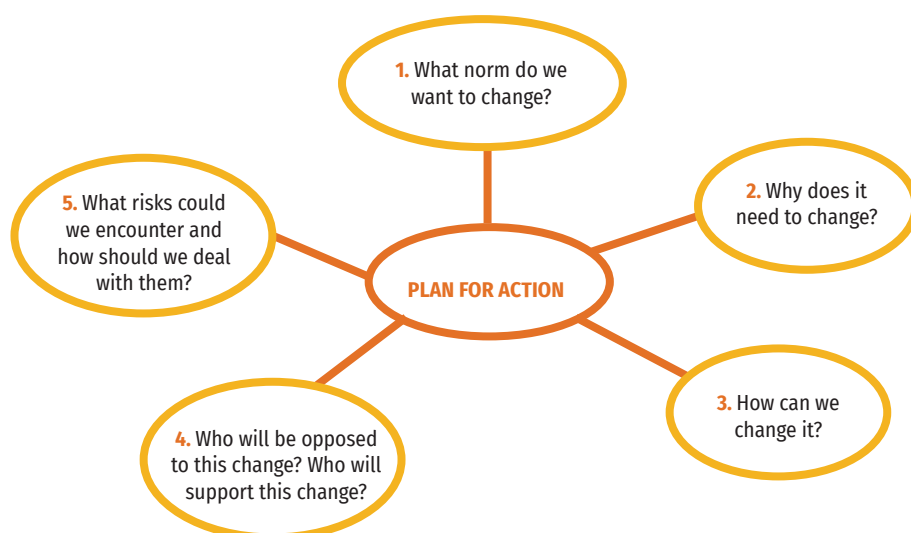 1. What norm do we
want to change?
2. Why does it
need to change?
3. How can we
change it?
4. Who will be opposed
to this change? Who will
support this change?
5. What risks could
we encounter and
how should we deal
with them?
PLAN FOR ACTION